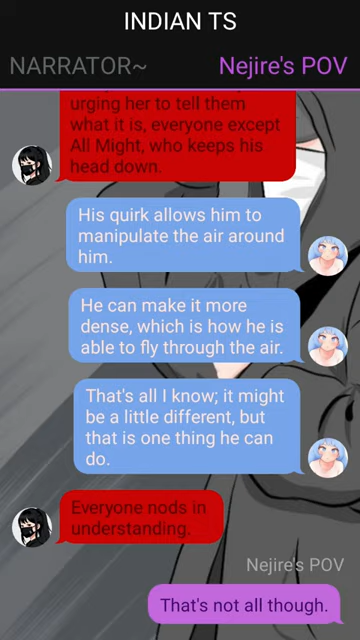 INDIAN TS
NARRATOR~
Nejire's POV
urging her to tell them
what it is, everyone except
All Might, who keeps his
head down.
His quirk allows him to
manipulate the air around
him.
He can make it more
dense, which is how he is
able to fly through the air.
That's all I know; it might
be a little different, but
that is one thing he can
do.
Everyone nods in
understanding.
Nejire's POV
That's not all though.